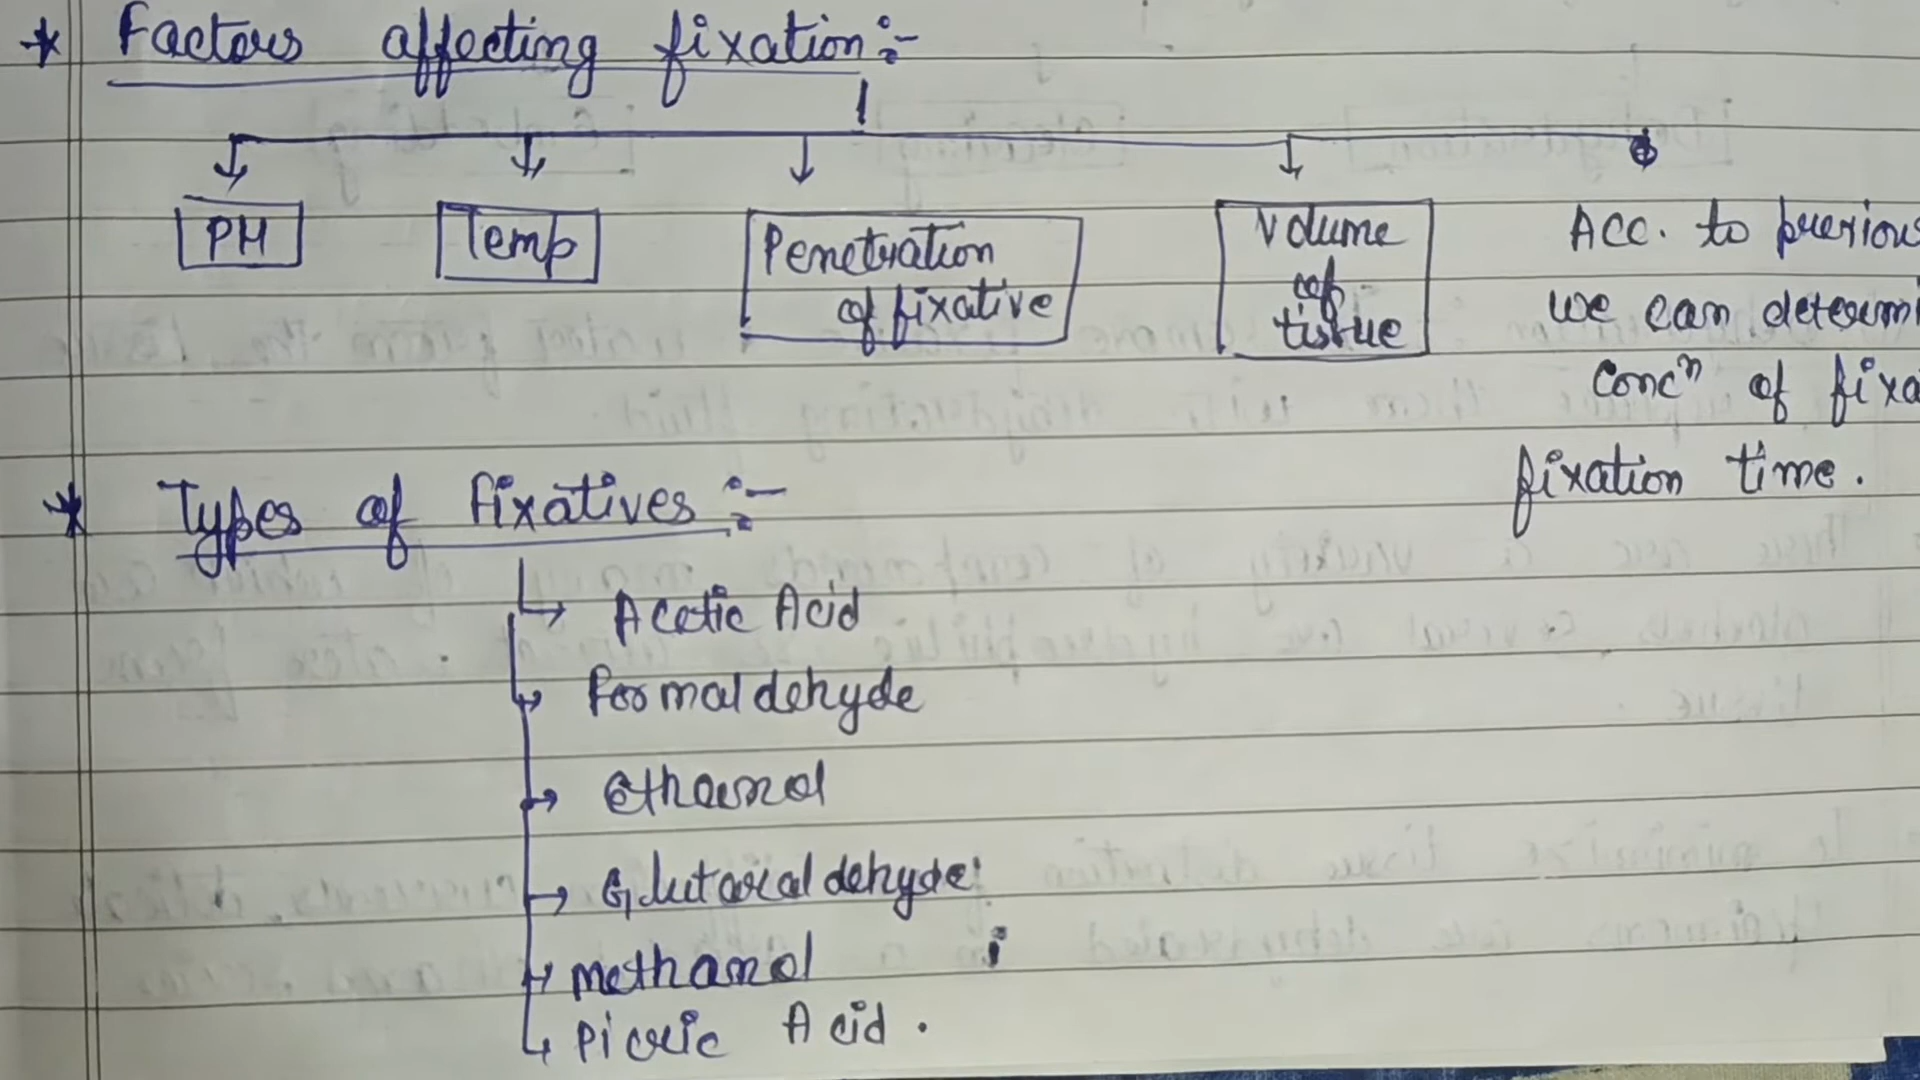 * Factors affecting fixation :-
PH
Temp
Penetration
of fixative
Volume
of
tissue
Acc. to previous
we can determi
Concⁿ of fixa
fixation time.
* Types of fixatives :-
Acetic Acid
Formaldehyde
Ethanol
Glutaraldehyde
methanol
Picric Acid.